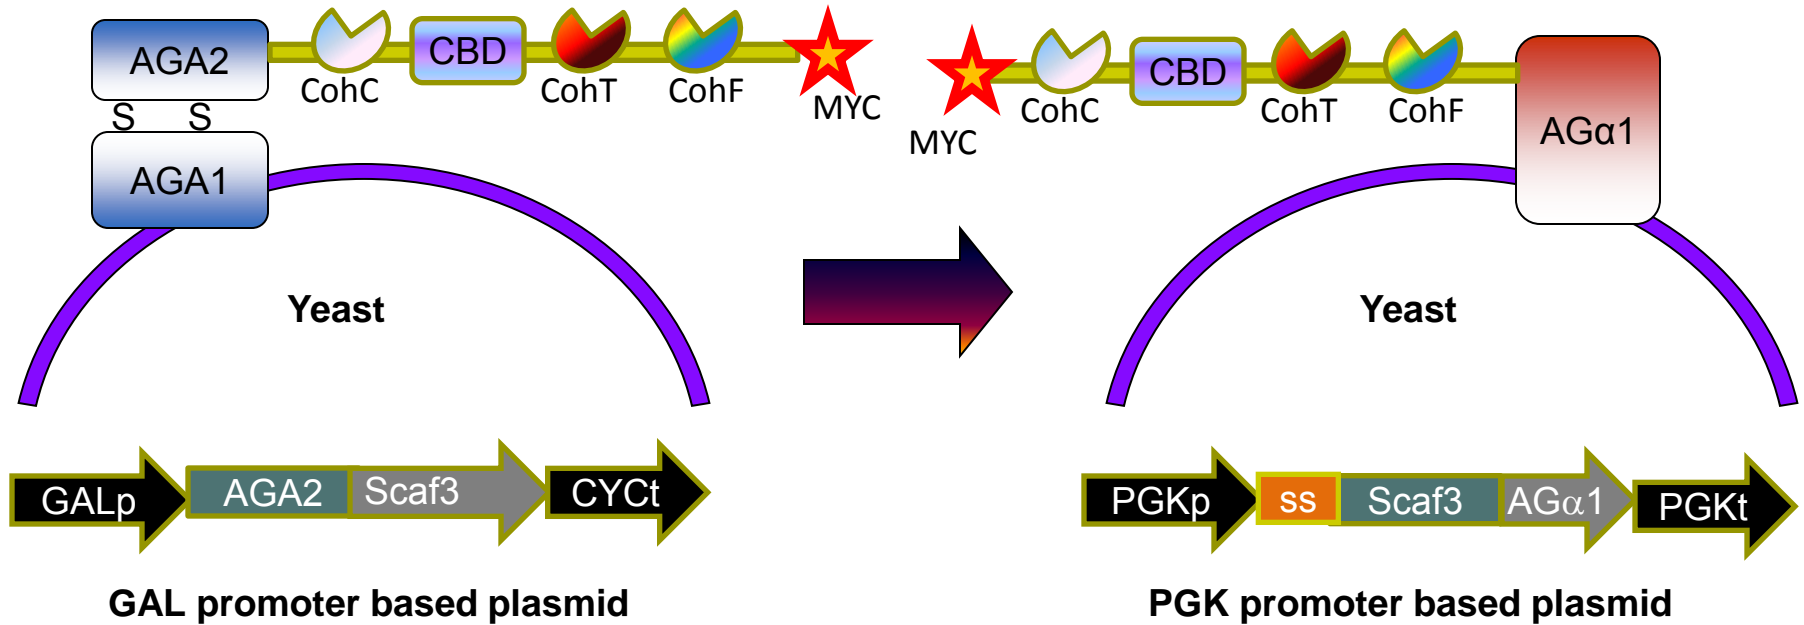 AGA2
CohC
CBD
CohT
CohF
MYC
S S
AGA1
Yeast
GALp
AGA2
Scaf3
CYCt
GAL promoter based plasmid
MYC
CohC
CBD
CohT
CohF
AGα1
Yeast
PGKp
ss
Scaf3
AGα1
PGKt
PGK promoter based plasmid